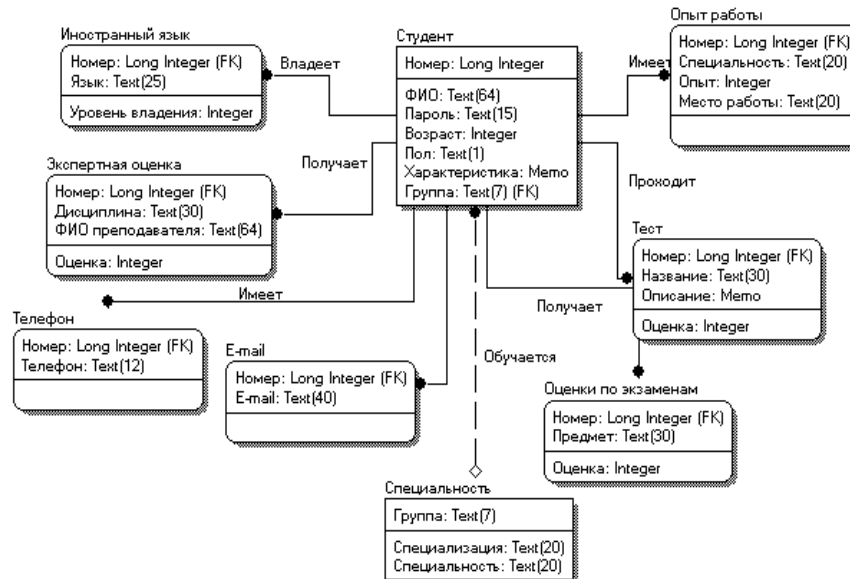 Иностранный язык
Номер: Long Integer (FK)
Язык: Text(25)
Уровень владения: Integer
Владеет
Студент
Номер: Long Integer
ФИО: Text(64)
Пароль: Text(15)
Возраст: Integer
Пол: Text(1)
Характеристика: Memo
Группа: Text(7) (FK)
Имеет
Опыт работы
Номер: Long Integer (FK)
Специальность: Text(20)
Опыт: Integer
Место работы: Text(20)
Экспертная оценка
Номер: Long Integer (FK)
Дисциплина: Text(30)
ФИО преподавателя: Text(64)
Оценка: Integer
Получает
Проходит
Тест
Номер: Long Integer (FK)
Название: Text(30)
Описание: Memo
Оценка: Integer
Имеет
Телефон
Номер: Long Integer (FK)
Телефон: Text(12)
E-mail
Номер: Long Integer (FK)
E-mail: Text(40)
Получает
Обучается
Оценки по экзаменам
Номер: Long Integer (FK)
Предмет: Text(30)
Оценка: Integer
Специальность
Группа: Text(7)
Специализация: Text(20)
Специальность: Text(20)